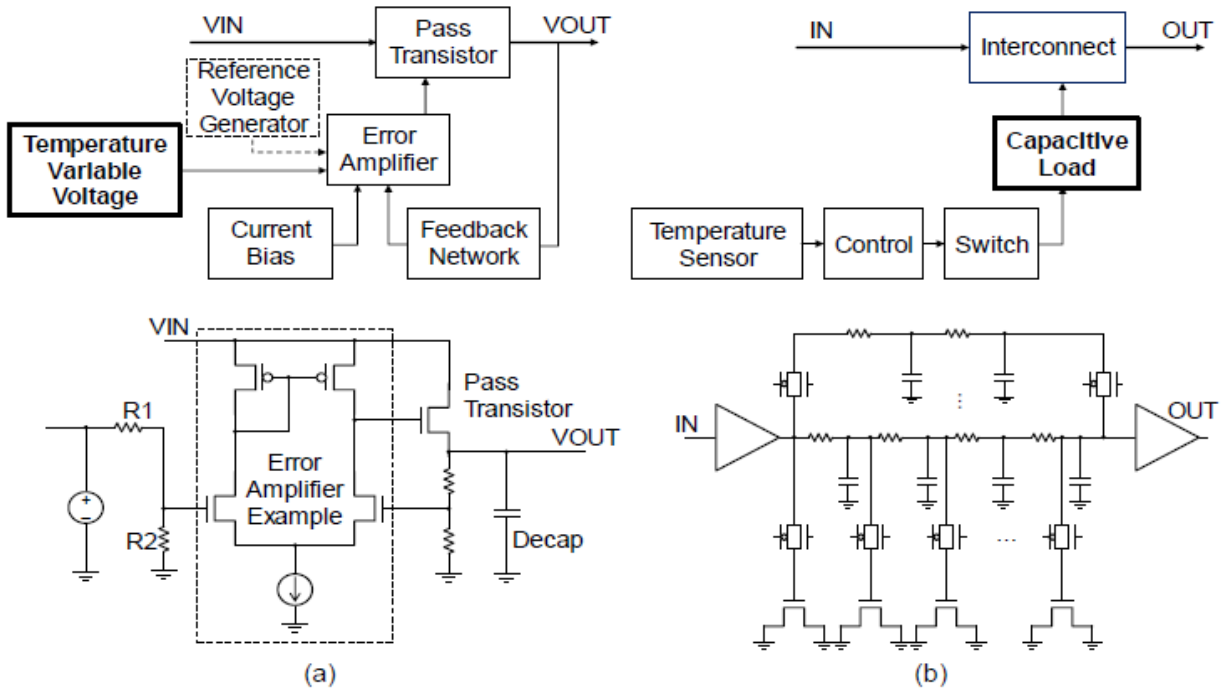 VIN
Pass
Transistor
VOUT
Reference
Voltage
Generator
Temperature
Variable
Voltage
Error
Amplifier
Current
Bias
Feedback
Network
IN
Interconnect
OUT
Capacitive
Load
Temperature
Sensor
Control
Switch
VIN
R1
Pass
Transistor
VOUT
+
−
R2
Error
Amplifier
Example
Decap
(a)
IN
OUT
...
...
(b)